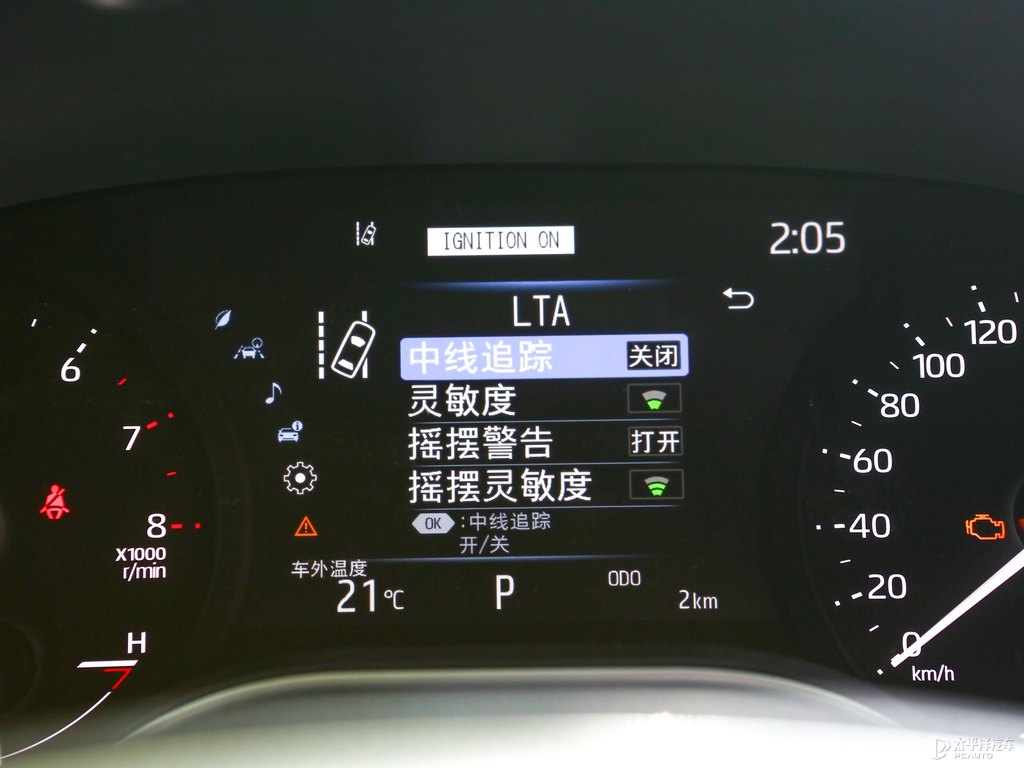 IGNITION ON
2:05
LTA
中线追踪 关闭
灵敏度
摇摆警告 打开
摇摆灵敏度
OK :中线追踪
开/关
车外温度
21℃
P
ODO
2km
6
7
8
X1000
r/min
H
120
100
80
60
40
20
0
km/h
太平洋汽车
PCAUTO